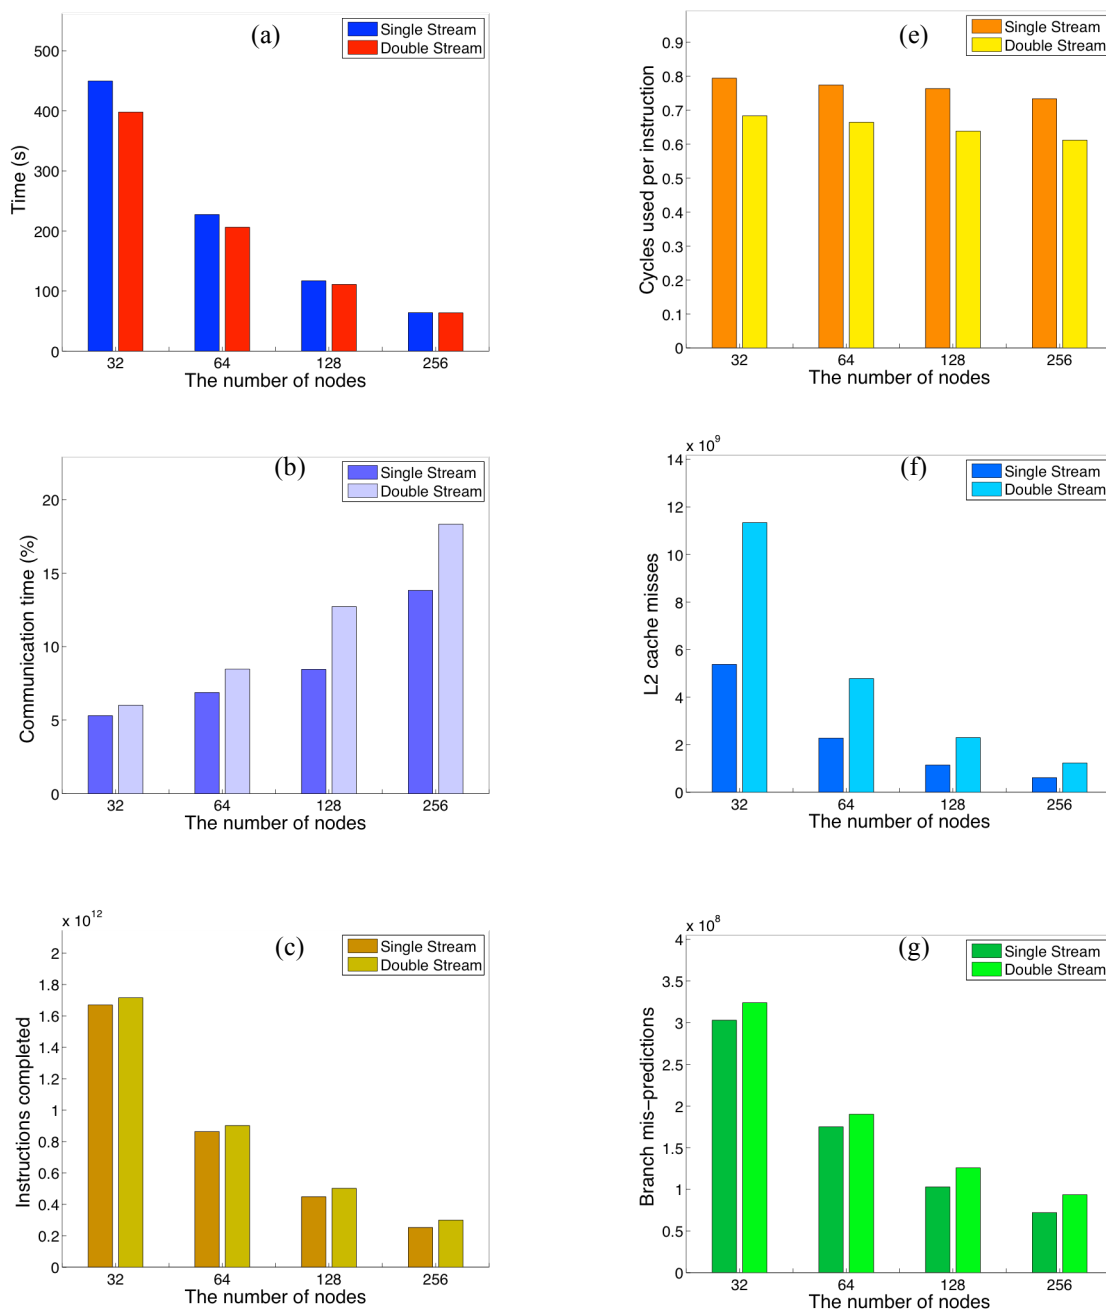 (a)
Single Stream
Double Stream
Time (s)
500
400
300
200
100
0
32 64 128 256
The number of nodes
(e)
Single Stream
Double Stream
Cycles used per instruction
0.9
0.8
0.7
0.6
0.5
0.4
0.3
0.2
0.1
0
32 64 128 256
The number of nodes
(b)
Single Stream
Double Stream
Communication time (%)
20
15
10
5
0
32 64 128 256
The number of nodes
x 10^9
(f)
Single Stream
Double Stream
L2 cache misses
14
12
10
8
6
4
2
0
32 64 128 256
The number of nodes
x 10^12
(c)
Single Stream
Double Stream
Instructions completed
2
1.8
1.6
1.4
1.2
1
0.8
0.6
0.4
0.2
0
32 64 128 256
The number of nodes
x 10^8
(g)
Single Stream
Double Stream
Branch mis-predictions
4
3.5
3
2.5
2
1.5
1
0.5
0
32 64 128 256
The number of nodes